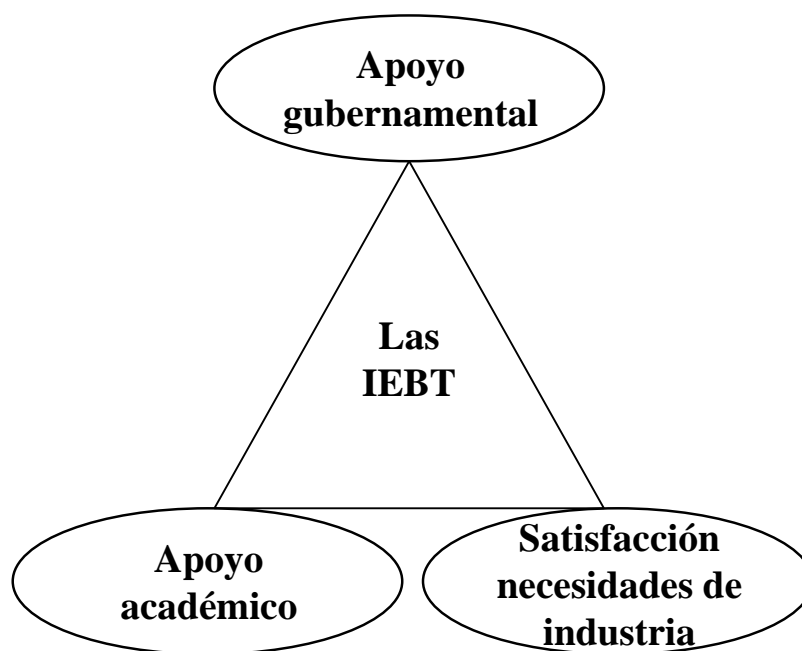 Apoyo
gubernamental
Las
IEBT
Apoyo
académico
Satisfacción
necesidades de
industria